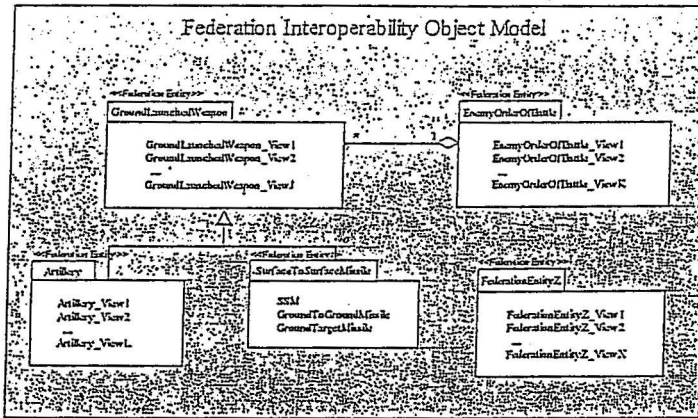 Federation Interoperability Object Model
<<Federation Entity>>
GroundLaunchedWeapon
GroundLaunchedWeapon_View1
GroundLaunchedWeapon_View2
GroundLaunchedWeapon_ViewJ
*
1
<<Federation Entity>>
EnemyOrderOfBattle
EnemyOrderOfBattle_View1
EnemyOrderOfBattle_View2
EnemyOrderOfBattle_ViewK
<<Federation Entity>>
Artillery
Artillery_View1
Artillery_View2
Artillery_ViewL
<<Federation Entity>>
SurfaceToSurfaceMissile
SSM
GroundToGroundMissile
GroundTargetMissile
<<Federation Entity>>
FederationEntityZ
FederationEntityZ_View1
FederationEntityZ_View2
FederationEntityZ_ViewX